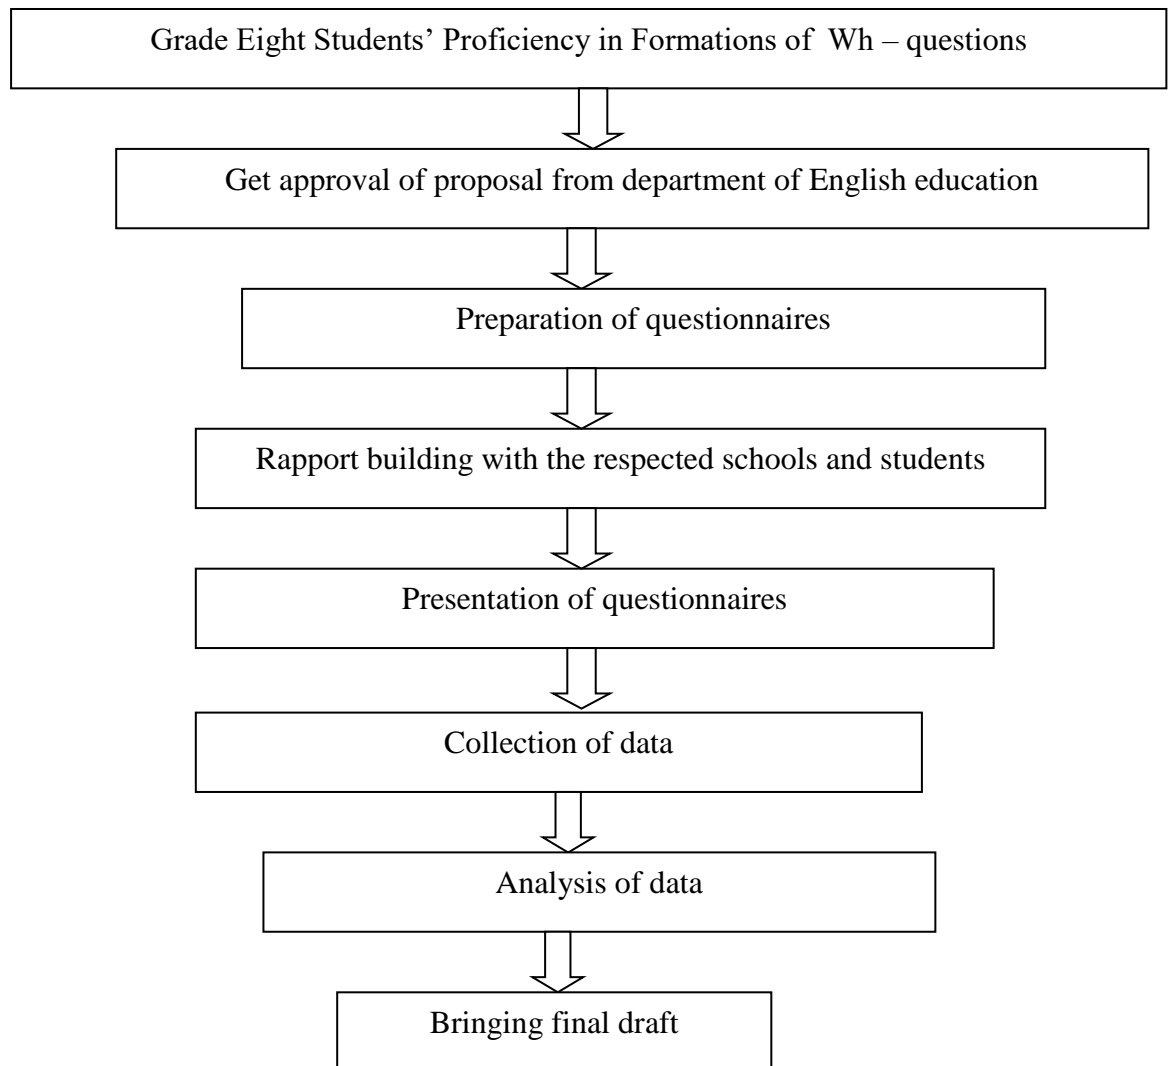 Grade Eight Students’ Proficiency in Formations of Wh – questions
Get approval of proposal from department of English education
Preparation of questionnaires
Rapport building with the respected schools and students
Presentation of questionnaires
Collection of data
Analysis of data
Bringing final draft